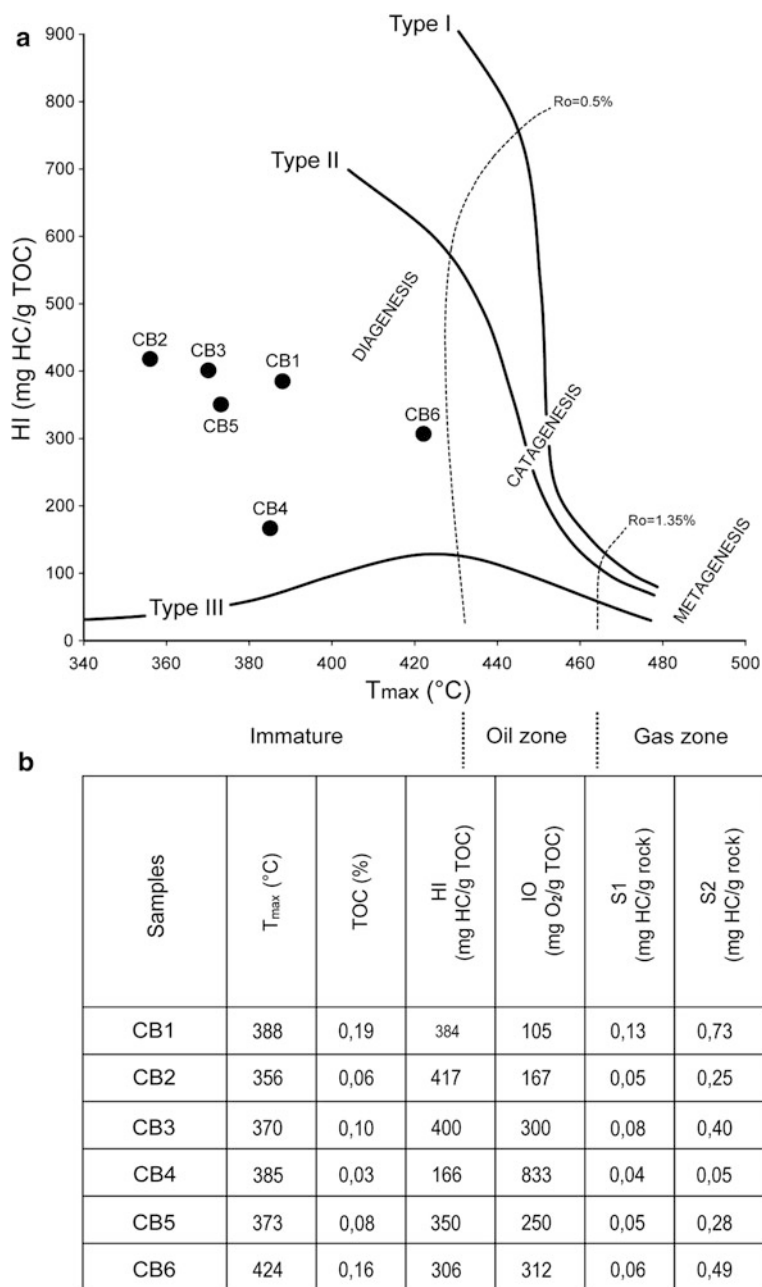 a
900
800
700
600
500
400
300
200
100
0
HI (mg HC/g TOC)
Type I
Ro=0.5%
Type II
DIAGENESIS
CB2
CB3
CB1
CB5
CB6
CB4
CATAGENESIS
Ro=1.35%
METAGENESIS
Type III
340 360 380 400 420 440 460 480 500
Tmax (°C)
Immature Oil zone Gas zone
b
Samples Tmax (°C) TOC (%) HI (mg HC/g TOC) IO (mg O2/g TOC) S1 (mg HC/g rock) S2 (mg HC/g rock)
CB1 388 0,19 384 105 0,13 0,73
CB2 356 0,06 417 167 0,05 0,25
CB3 370 0,10 400 300 0,08 0,40
CB4 385 0,03 166 833 0,04 0,05
CB5 373 0,08 350 250 0,05 0,28
CB6 424 0,16 306 312 0,06 0,49